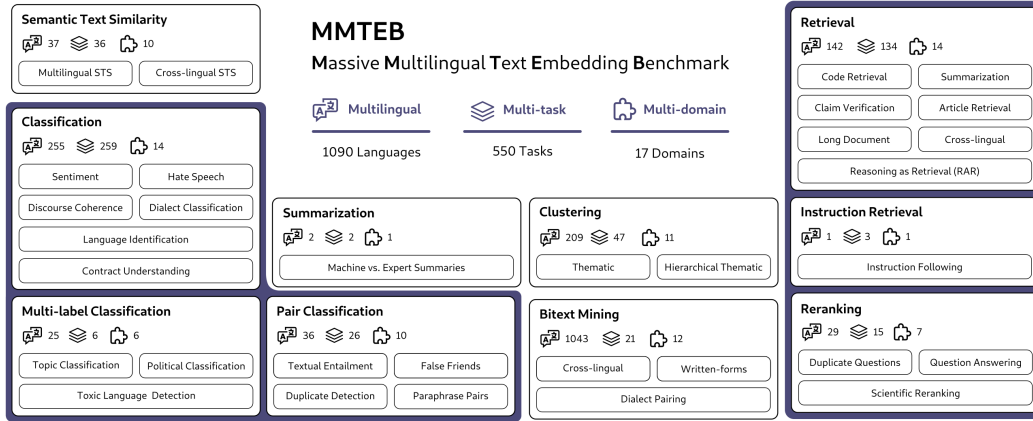 MMTEB
Massive Multilingual Text Embedding Benchmark
Multilingual
1090 Languages
Multi-task
550 Tasks
Multi-domain
17 Domains
Semantic Text Similarity
37 36 10
Multilingual STS Cross-lingual STS
Classification
255 259 14
Sentiment Hate Speech
Discourse Coherence Dialect Classification
Language Identification
Contract Understanding
Multi-label Classification
25 6 6
Topic Classification Political Classification
Toxic Language Detection
Summarization
2 2 1
Machine vs. Expert Summaries
Pair Classification
36 26 10
Textual Entailment False Friends
Duplicate Detection Paraphrase Pairs
Clustering
209 47 11
Thematic Hierarchical Thematic
Bitext Mining
1043 21 12
Cross-lingual Written-forms
Dialect Pairing
Retrieval
142 134 14
Code Retrieval Summarization
Claim Verification Article Retrieval
Long Document Cross-lingual
Reasoning as Retrieval (RAR)
Instruction Retrieval
1 3 1
Instruction Following
Reranking
29 15 7
Duplicate Questions Question Answering
Scientific Reranking